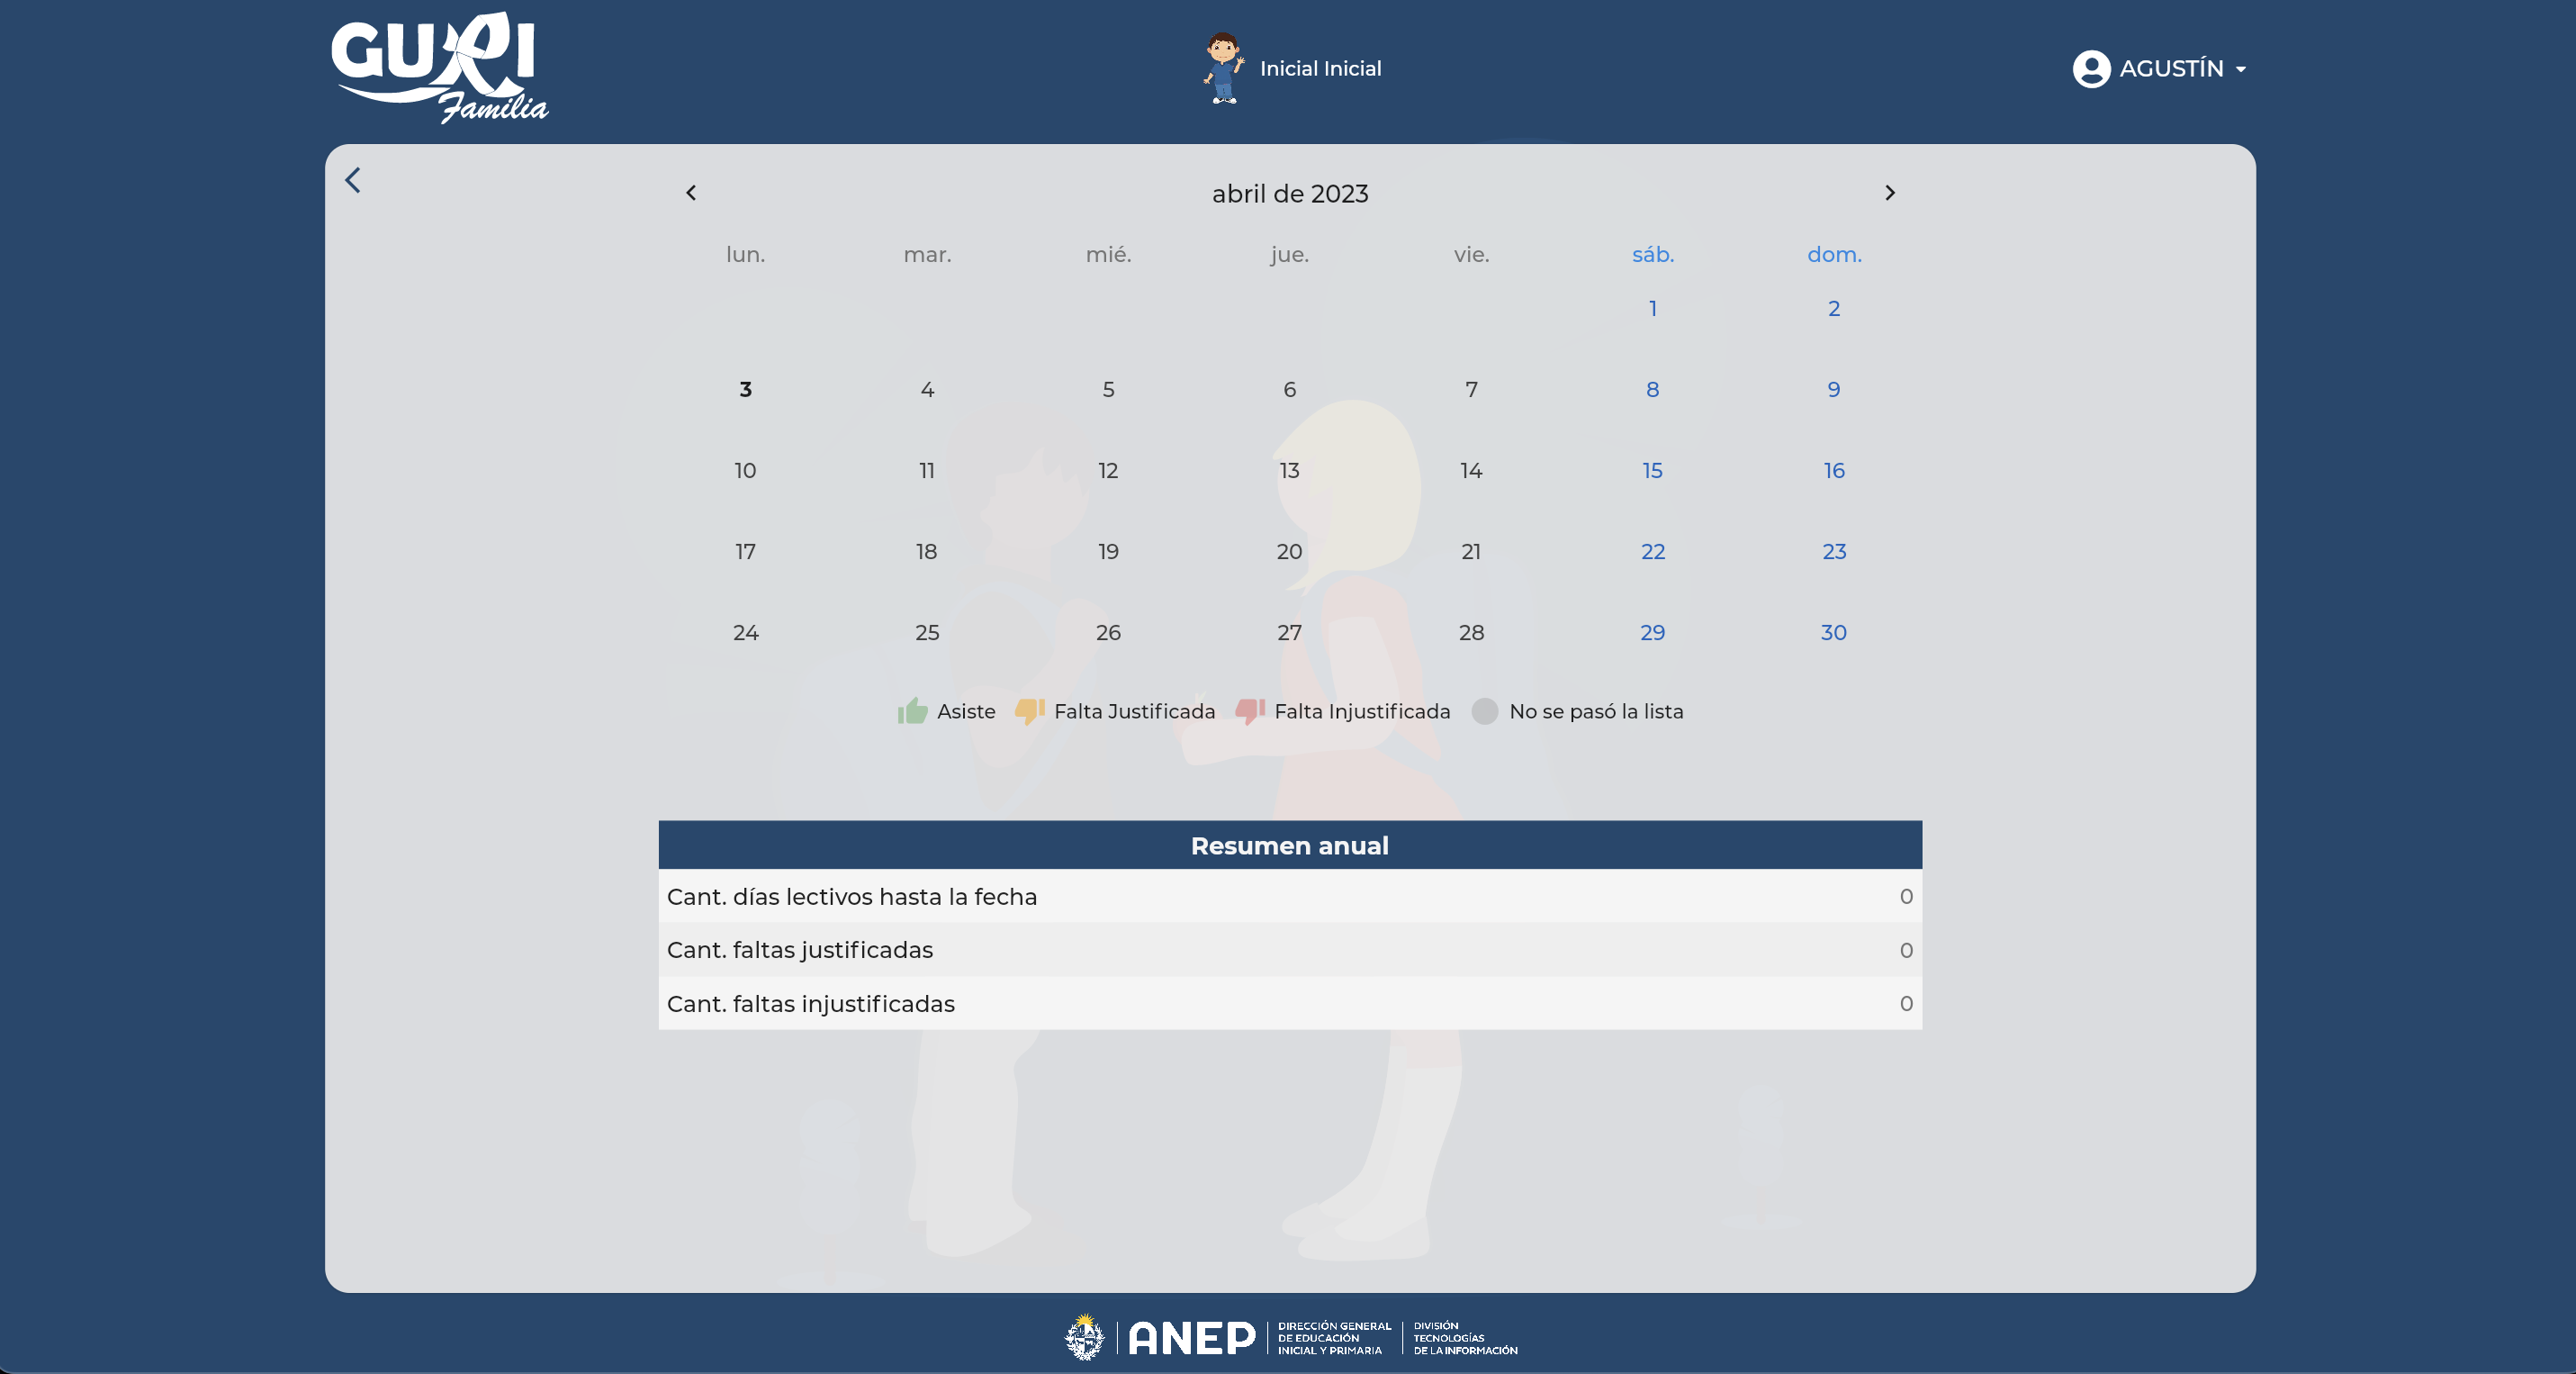 GURI
Familia
Inicial Inicial
AGUSTÍN
abril de 2023
lun. mar. mié. jue. vie. sáb. dom.
1 2
3 4 5 6 7 8 9
10 11 12 13 14 15 16
17 18 19 20 21 22 23
24 25 26 27 28 29 30
Asiste Falta Justificada Falta Injustificada No se pasó la lista
Resumen anual
Cant. días lectivos hasta la fecha 0
Cant. faltas justificadas 0
Cant. faltas injustificadas 0
ANEP
DIRECCIÓN GENERAL
DE EDUCACIÓN
INICIAL Y PRIMARIA
DIVISIÓN
TECNOLOGÍAS
DE LA INFORMACIÓN